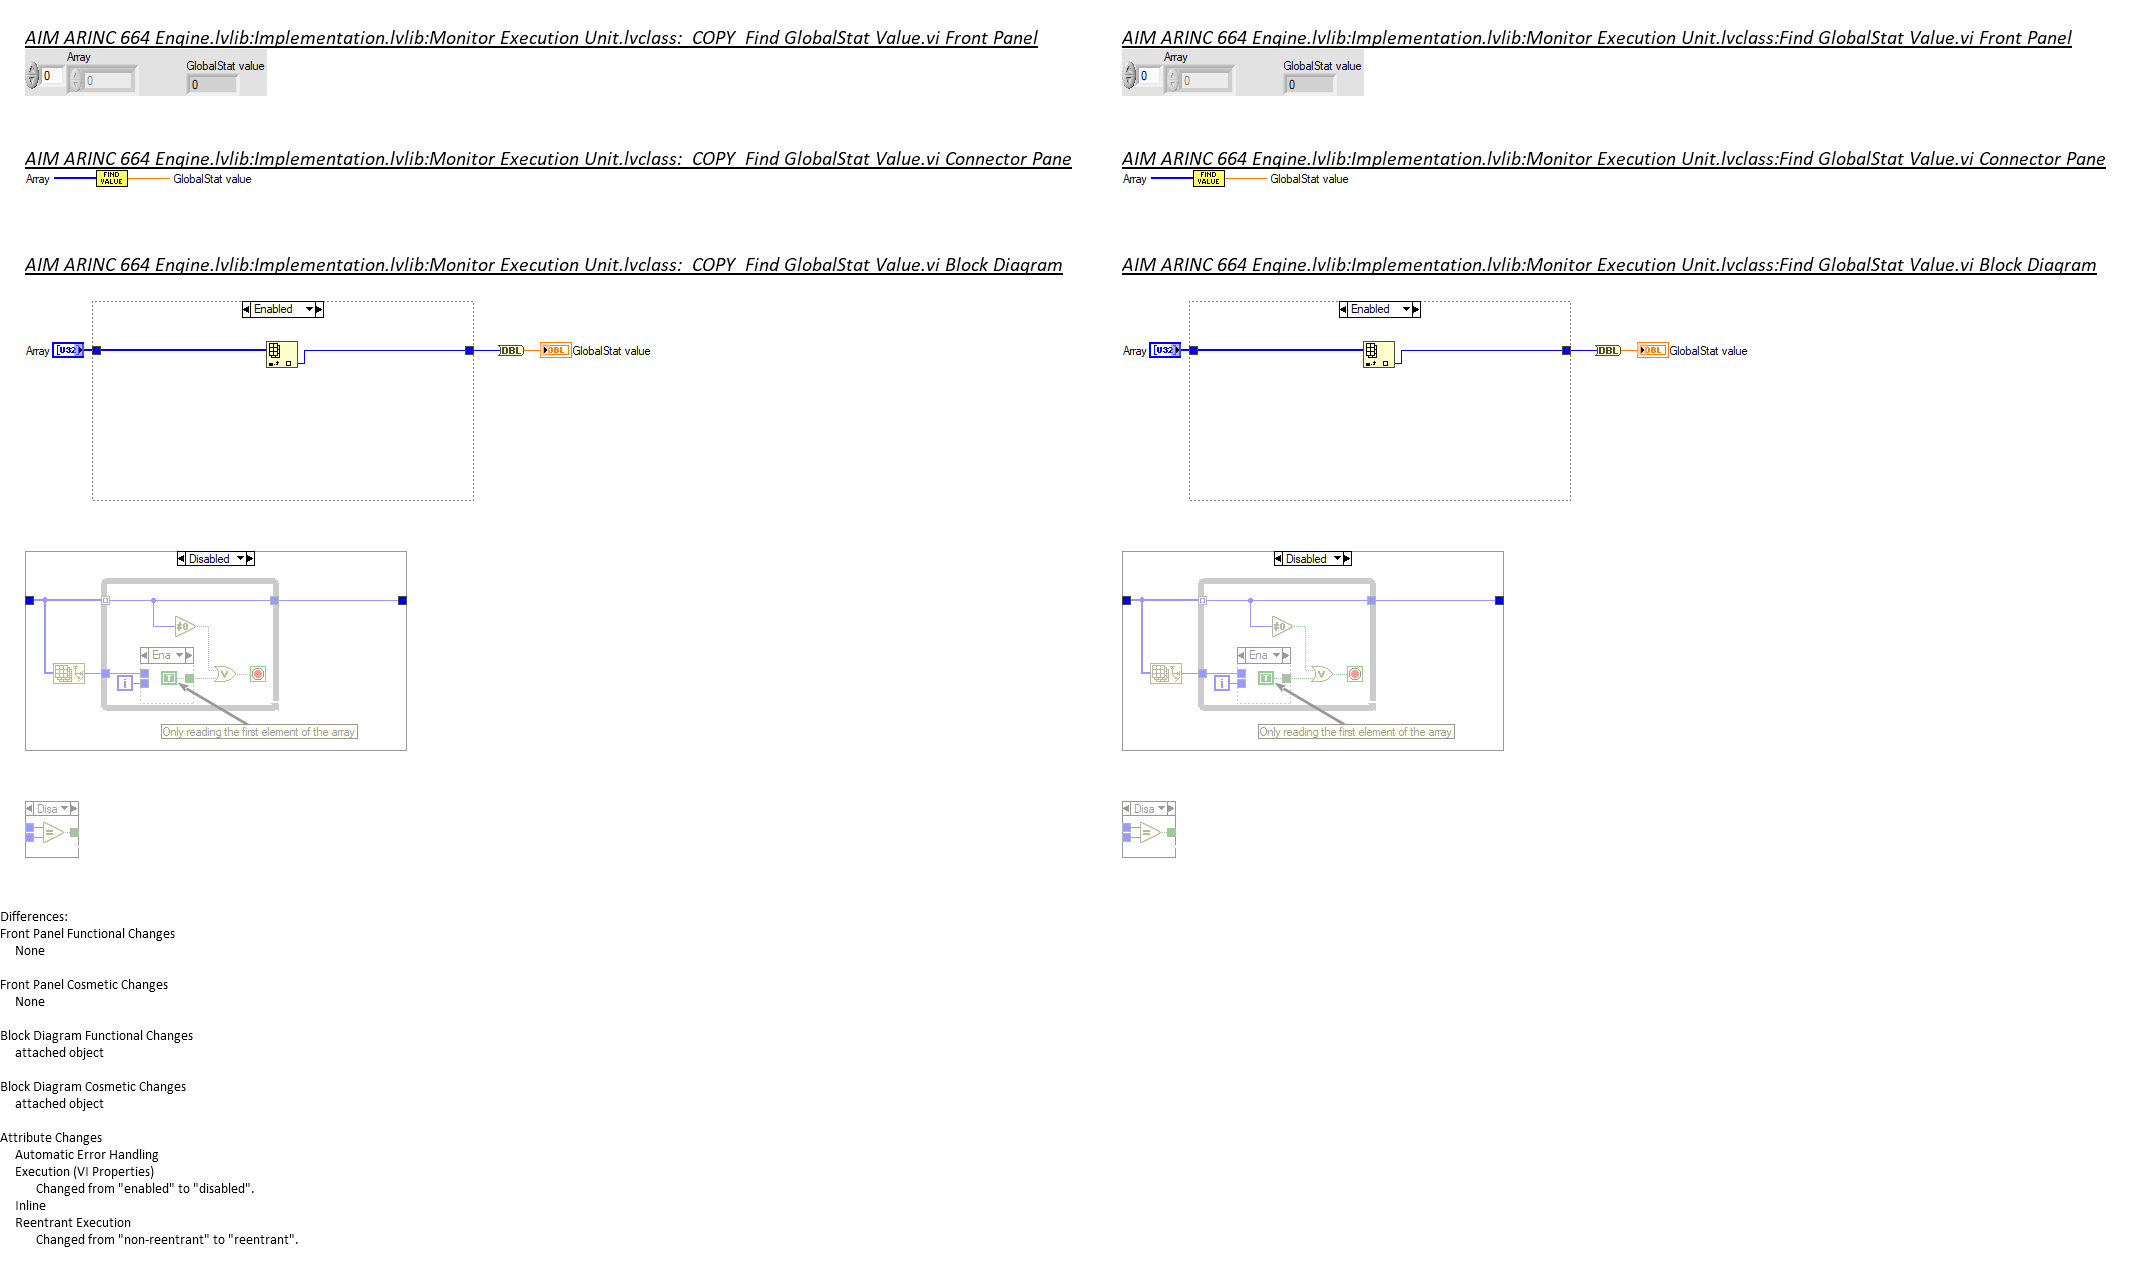 AIM ARINC 664 Engine.lvlib:Implementation.lvlib:Monitor Execution Unit.lvclass:  COPY  Find GlobalStat Value.vi Front Panel
Array
0
0
GlobalStat value
0
AIM ARINC 664 Engine.lvlib:Implementation.lvlib:Monitor Execution Unit.lvclass:  COPY  Find GlobalStat Value.vi Connector Pane
Array
FIND
VALUE
GlobalStat value
AIM ARINC 664 Engine.lvlib:Implementation.lvlib:Monitor Execution Unit.lvclass:  COPY  Find GlobalStat Value.vi Block Diagram
Enabled
Array
[U32]
DBL
DBL
GlobalStat value
Disabled
≠0
Ena
i
T
V
Only reading the first element of the array
Disa
=
AIM ARINC 664 Engine.lvlib:Implementation.lvlib:Monitor Execution Unit.lvclass:Find GlobalStat Value.vi Front Panel
Array
0
0
GlobalStat value
0
AIM ARINC 664 Engine.lvlib:Implementation.lvlib:Monitor Execution Unit.lvclass:Find GlobalStat Value.vi Connector Pane
Array
FIND
VALUE
GlobalStat value
AIM ARINC 664 Engine.lvlib:Implementation.lvlib:Monitor Execution Unit.lvclass:Find GlobalStat Value.vi Block Diagram
Enabled
Array
[U32]
DBL
DBL
GlobalStat value
Disabled
≠0
Ena
i
T
V
Only reading the first element of the array
Disa
=
Differences:
Front Panel Functional Changes
None
Front Panel Cosmetic Changes
None
Block Diagram Functional Changes
attached object
Block Diagram Cosmetic Changes
attached object
Attribute Changes
Automatic Error Handling
Execution (VI Properties)
Changed from "enabled" to "disabled".
Inline
Reentrant Execution
Changed from "non-reentrant" to "reentrant".